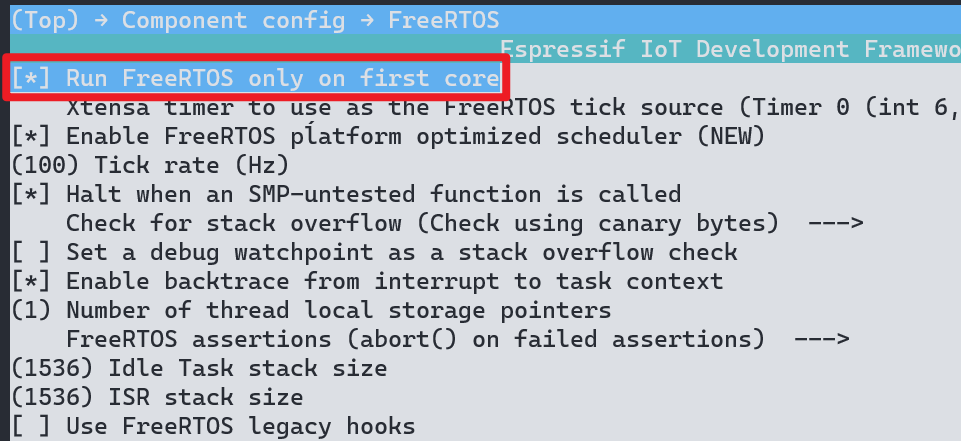 (Top) → Component config → FreeRTOS
Espressif IoT Development Framewo
[*] Run FreeRTOS only on first core
Xtensa timer to use as the FreeRTOS tick source (Timer 0 (int 6,
[*] Enable FreeRTOS platform optimized scheduler (NEW)
(100) Tick rate (Hz)
[*] Halt when an SMP-untested function is called
Check for stack overflow (Check using canary bytes)  --->
[ ] Set a debug watchpoint as a stack overflow check
[*] Enable backtrace from interrupt to task context
(1) Number of thread local storage pointers
FreeRTOS assertions (abort() on failed assertions)  --->
(1536) Idle Task stack size
(1536) ISR stack size
[ ] Use FreeRTOS legacy hooks